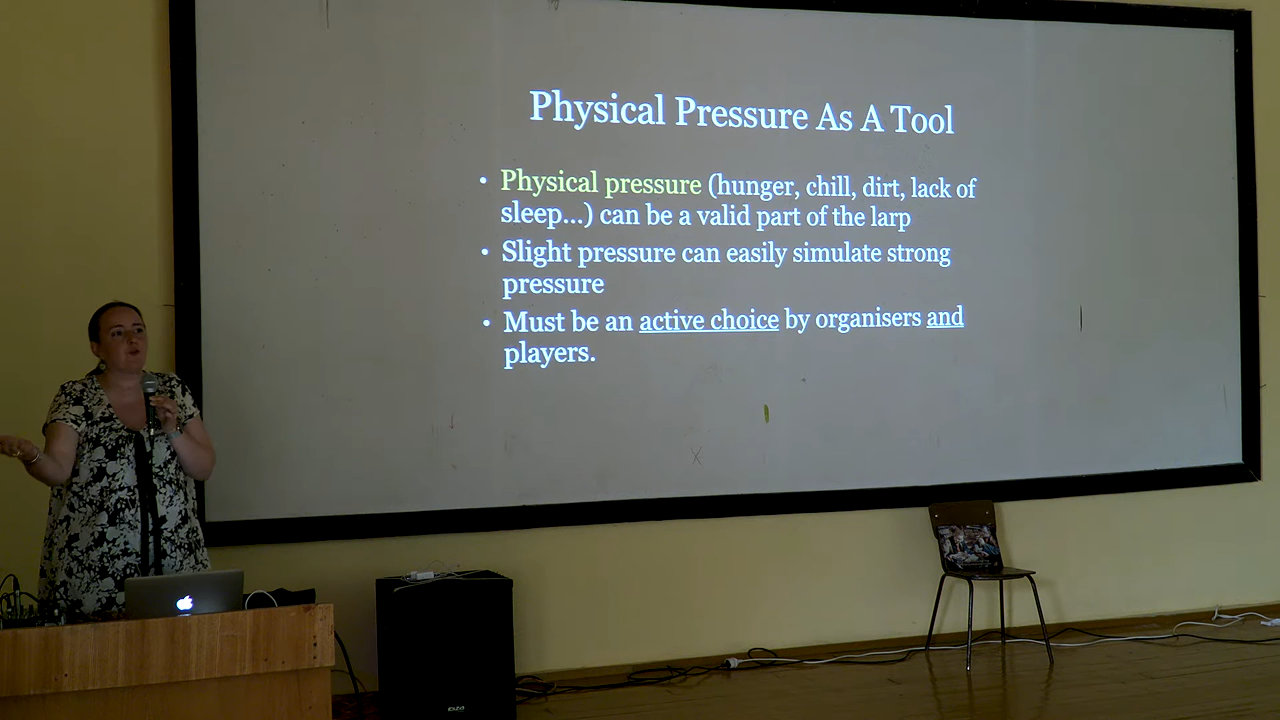 Physical Pressure As A Tool
• Physical pressure (hunger, chill, dirt, lack of
sleep...) can be a valid part of the larp
• Slight pressure can easily simulate strong
pressure
• Must be an active choice by organisers and
players.